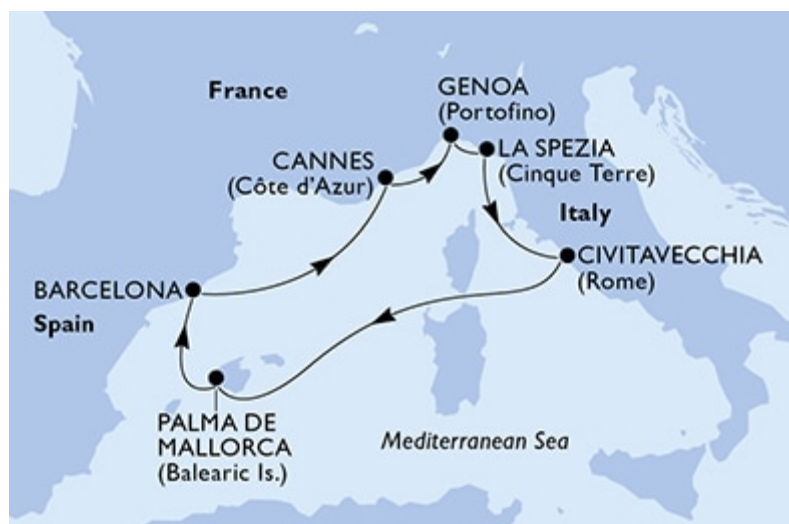 France
GENOA
(Portofino)
CANNES
(Côte d'Azur)
LA SPEZIA
(Cinque Terre)
Italy
CIVITAVECCHIA
(Rome)
BARCELONA
Spain
PALMA DE
MALLORCA
(Balearic Is.)
Mediterranean Sea